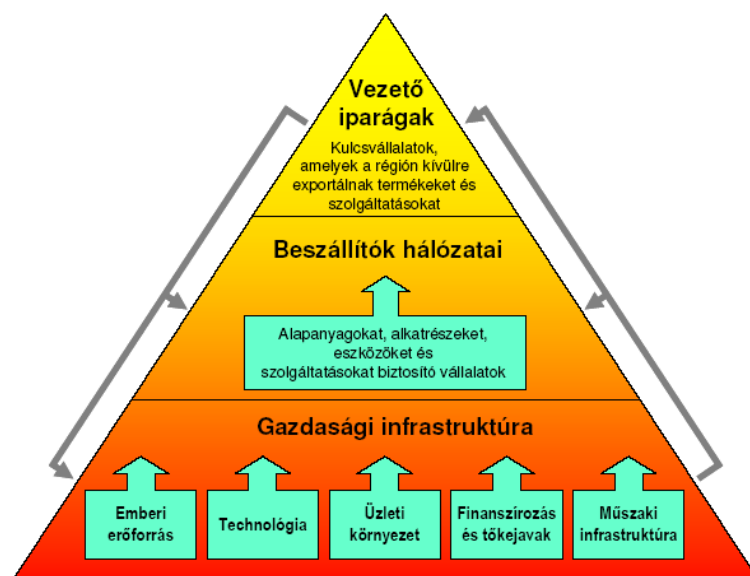 Vezető
iparágak
Kulcsvállalatok,
amelyek a régión kívülre
exportálnak termékeket és
szolgáltatásokat
Beszállítók hálózatai
Alapanyagokat, alkatrészeket,
eszközöket és
szolgáltatásokat biztosító vállalatok
Gazdasági infrastruktúra
Emberi
erőforrás
Technológia
Üzleti
környezet
Finanszírozás
és tőkejavak
Műszaki
infrastruktúra